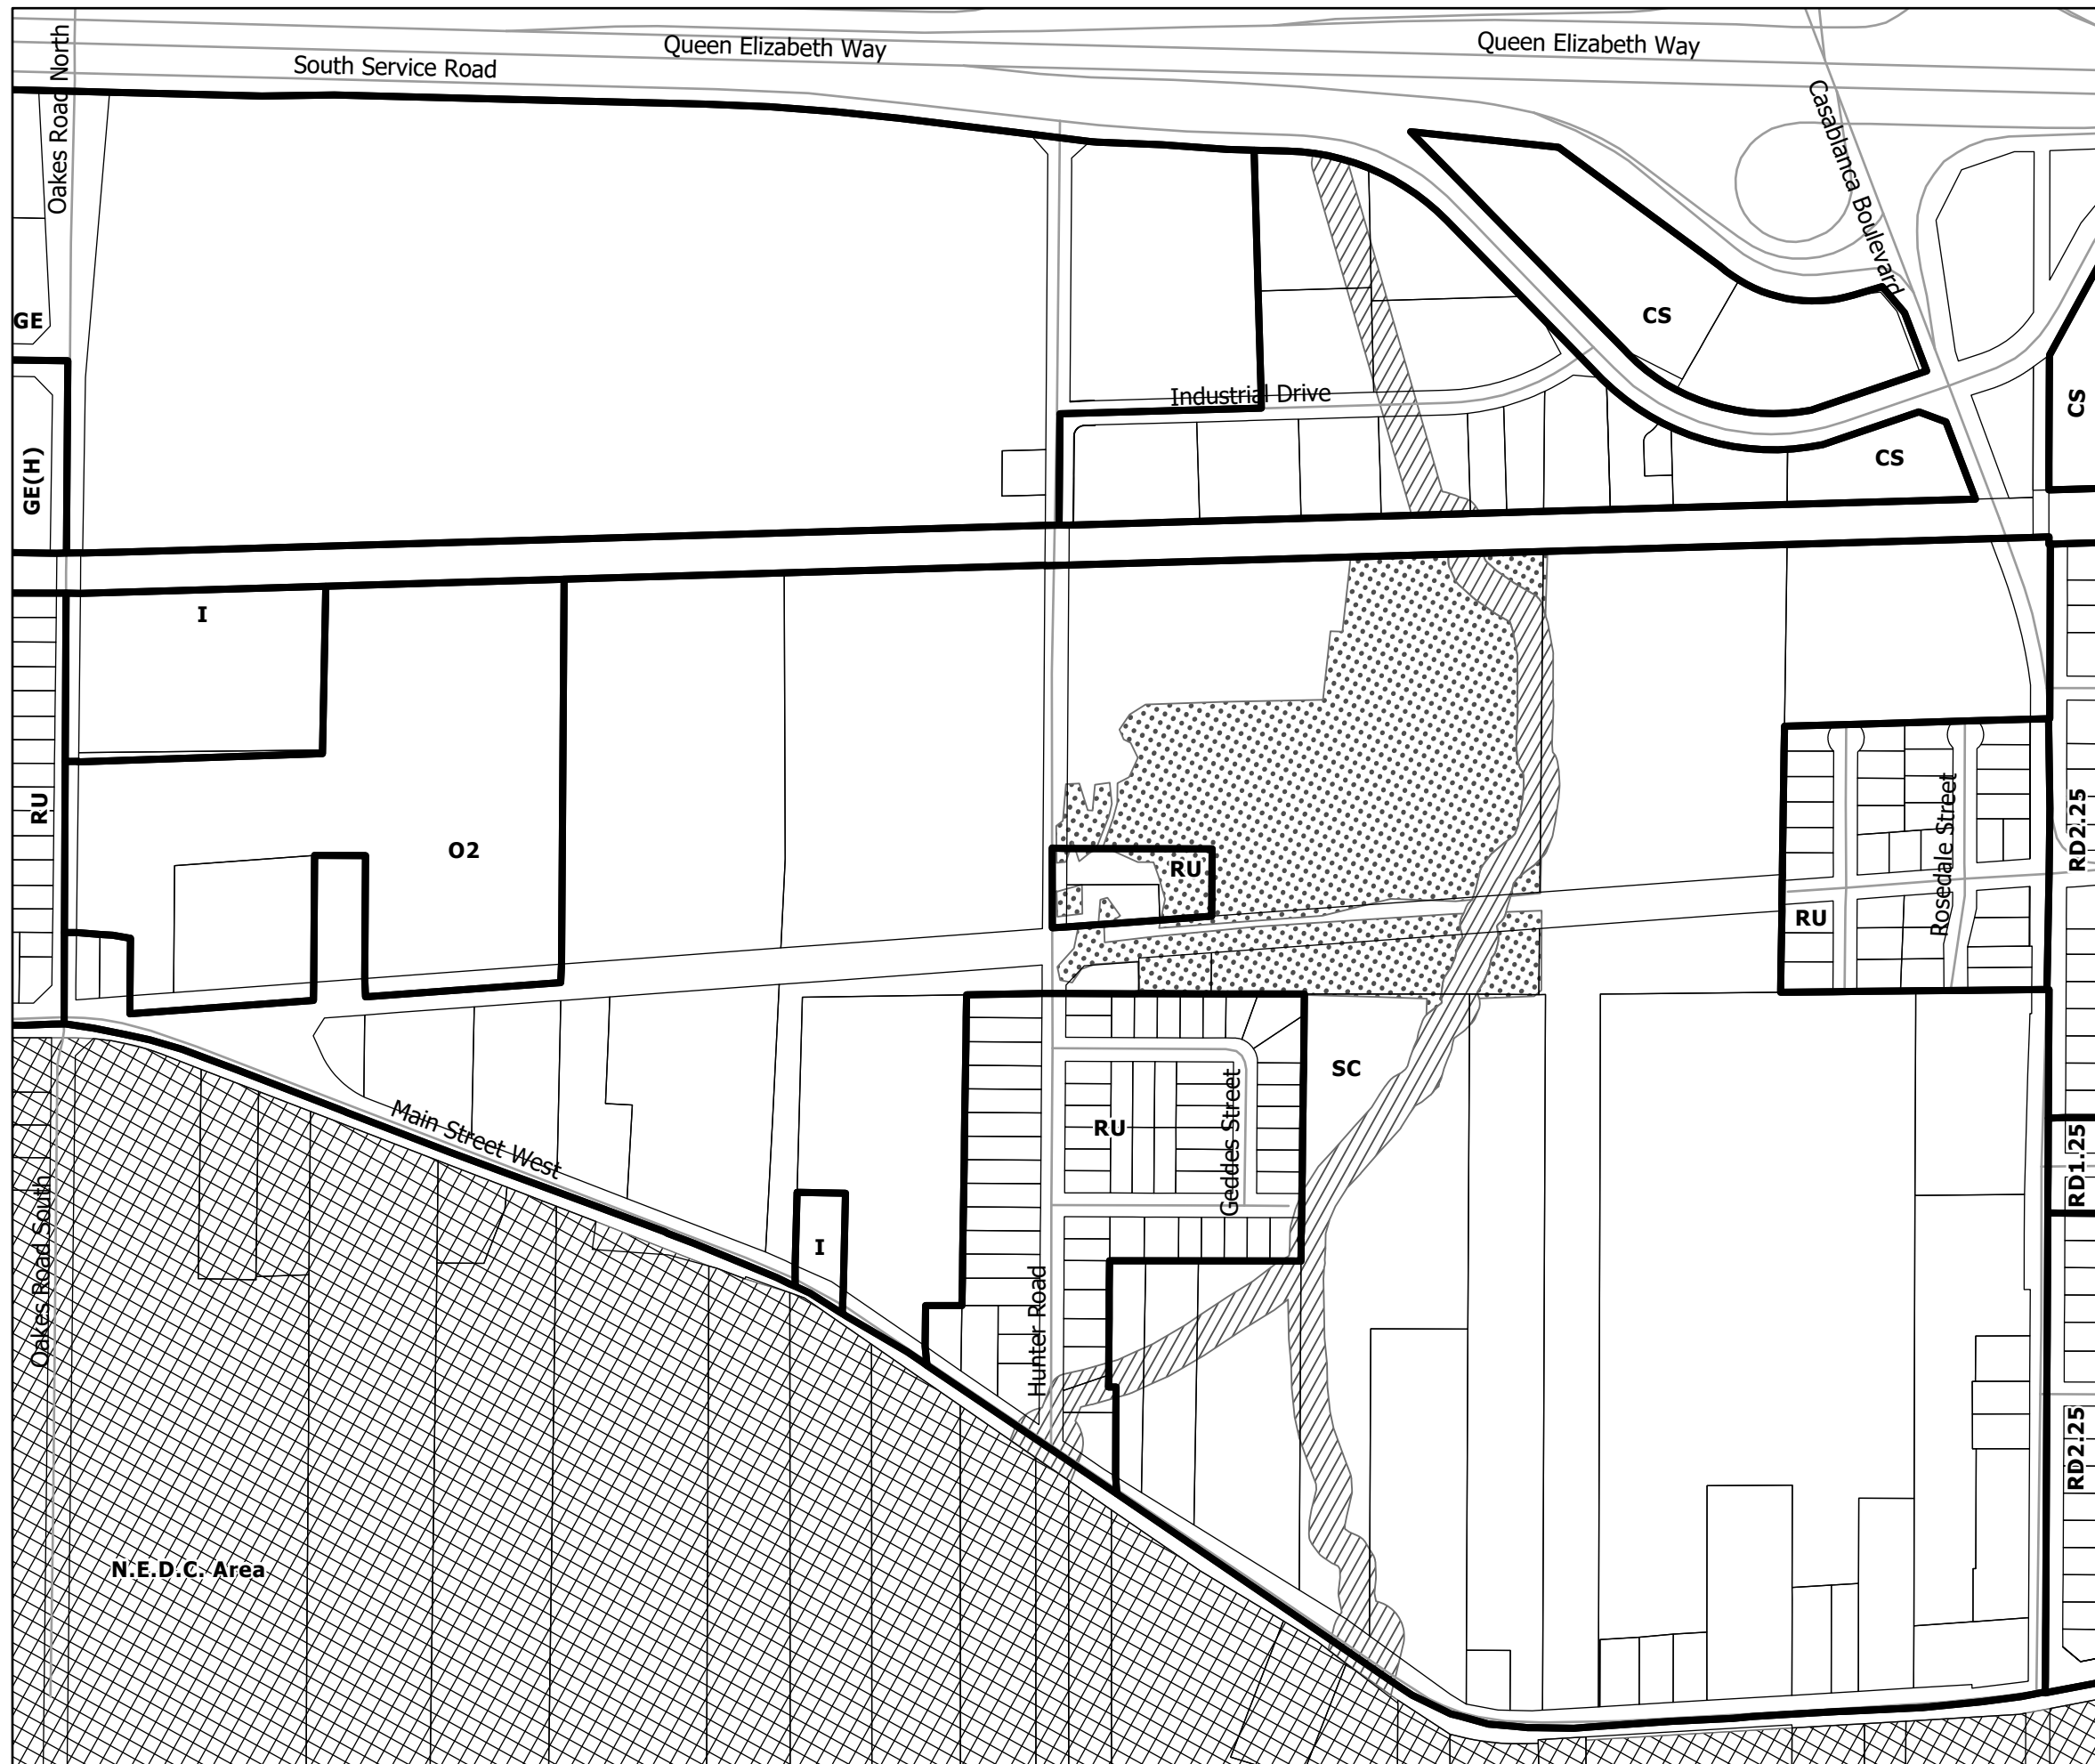 Queen Elizabeth Way
Queen Elizabeth Way
South Service Road
Oakes Road North
Casablanca Boulevard
GE
CS
Industrial Drive
CS
CS
GE(H)
I
RU
O2
RU
RU
Rosedale Street
RD2.25
SC
Main Street West
RU
Geddes Street
RD1.25
I
Oakes Road South
Hunter Road
RD2.25
N.E.D.C. Area